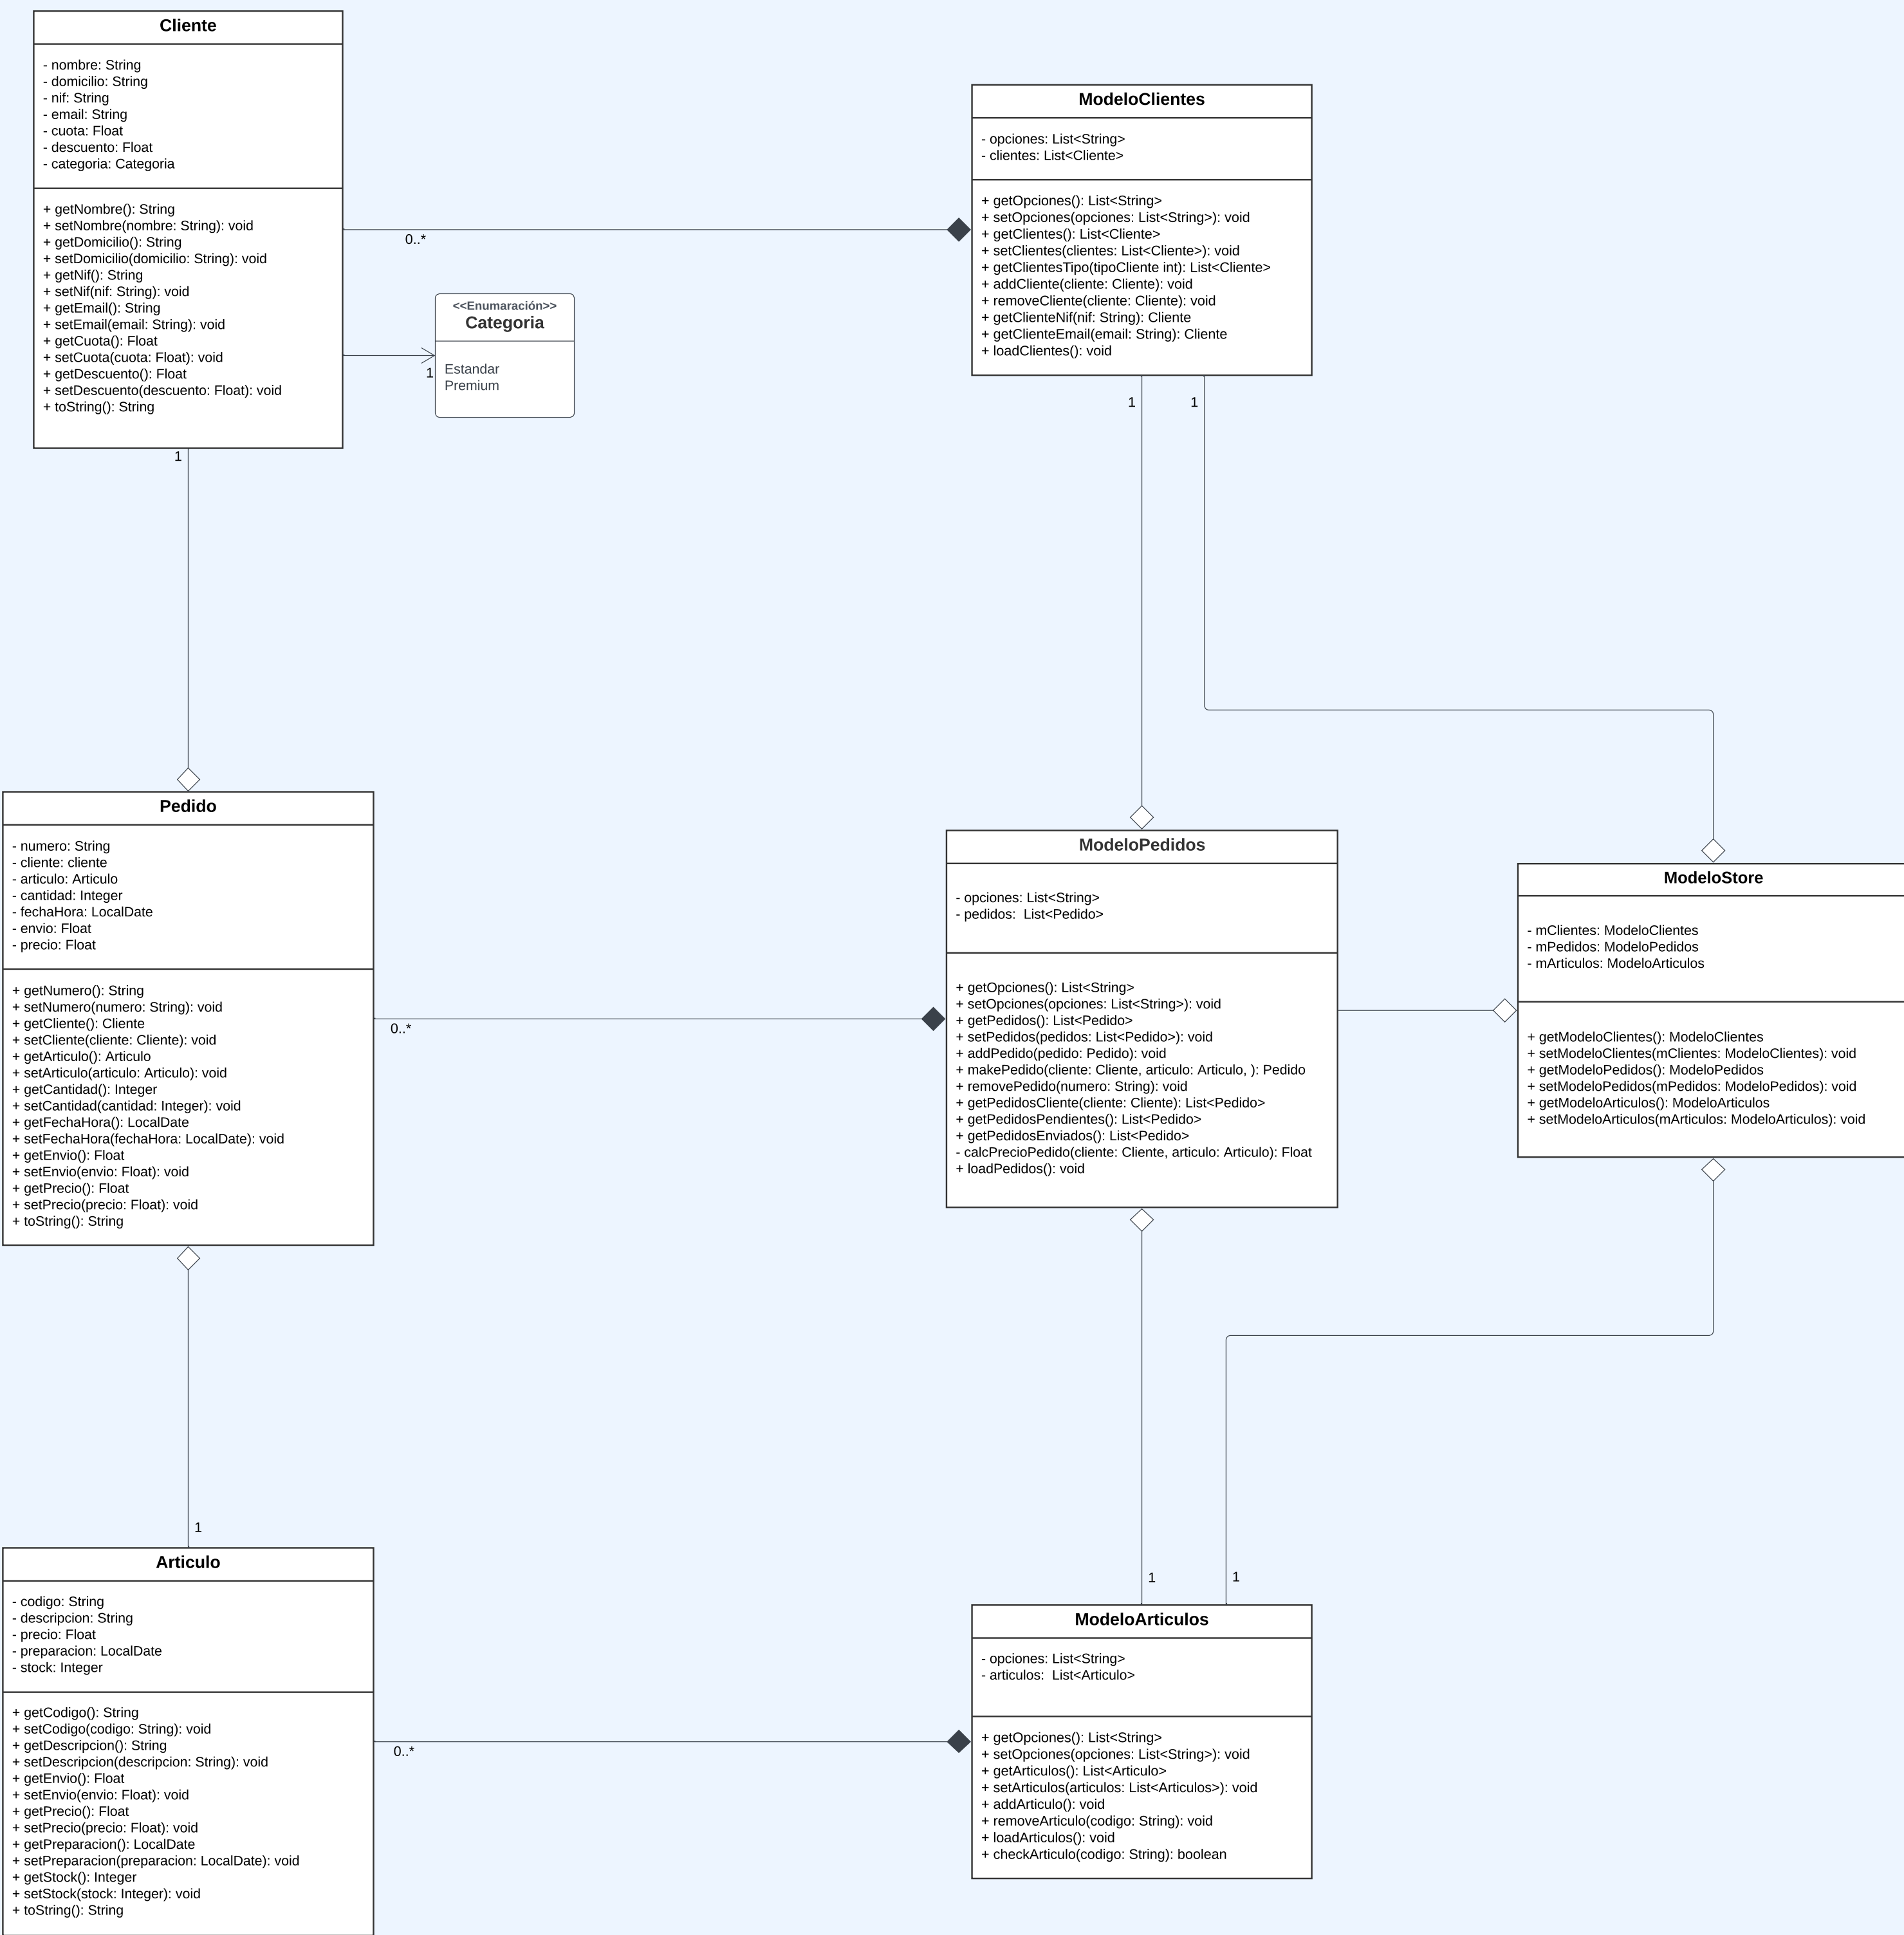 Cliente
- nombre: String
- domicilio: String
- nif: String
- email: String
- cuota: Float
- descuento: Float
- categoria: Categoria
+ getNombre(): String
+ setNombre(nombre: String): void
+ getDomicilio(): String
+ setDomicilio(domicilio: String): void
+ getNif(): String
+ setNif(nif: String): void
+ getEmail(): String
+ setEmail(email: String): void
+ getCuota(): Float
+ setCuota(cuota: Float): void
+ getDescuento(): Float
+ setDescuento(descuento: Float): void
+ toString(): String
0..*
<<Enumaración>>
Categoria
Estandar
Premium
1
1
ModeloClientes
- opciones: List<String>
- clientes: List<Cliente>
+ getOpciones(): List<String>
+ setOpciones(opciones: List<String>): void
+ getClientes(): List<Cliente>
+ setClientes(clientes: List<Cliente>): void
+ getClientesTipo(tipoCliente int): List<Cliente>
+ addCliente(cliente: Cliente): void
+ removeCliente(cliente: Cliente): void
+ getClienteNif(nif: String): Cliente
+ getClienteEmail(email: String): Cliente
+ loadClientes(): void
1
1
Pedido
- numero: String
- cliente: cliente
- articulo: Articulo
- cantidad: Integer
- fechaHora: LocalDate
- envio: Float
- precio: Float
+ getNumero(): String
+ setNumero(numero: String): void
+ getCliente(): Cliente
+ setCliente(cliente: Cliente): void
+ getArticulo(): Articulo
+ setArticulo(articulo: Articulo): void
+ getCantidad(): Integer
+ setCantidad(cantidad: Integer): void
+ getFechaHora(): LocalDate
+ setFechaHora(fechaHora: LocalDate): void
+ getEnvio(): Float
+ setEnvio(envio: Float): void
+ getPrecio(): Float
+ setPrecio(precio: Float): void
+ toString(): String
0..*
ModeloPedidos
- opciones: List<String>
- pedidos:  List<Pedido>
+ getOpciones(): List<String>
+ setOpciones(opciones: List<String>): void
+ getPedidos(): List<Pedido>
+ setPedidos(pedidos: List<Pedido>): void
+ addPedido(pedido: Pedido): void
+ makePedido(cliente: Cliente, articulo: Articulo, ): Pedido
+ removePedido(numero: String): void
+ getPedidosCliente(cliente: Cliente): List<Pedido>
+ getPedidosPendientes(): List<Pedido>
+ getPedidosEnviados(): List<Pedido>
- calcPrecioPedido(cliente: Cliente, articulo: Articulo): Float
+ loadPedidos(): void
ModeloStore
- mClientes: ModeloClientes
- mPedidos: ModeloPedidos
- mArticulos: ModeloArticulos
+ getModeloClientes(): ModeloClientes
+ setModeloClientes(mClientes: ModeloClientes): void
+ getModeloPedidos(): ModeloPedidos
+ setModeloPedidos(mPedidos: ModeloPedidos): void
+ getModeloArticulos(): ModeloArticulos
+ setModeloArticulos(mArticulos: ModeloArticulos): void
1
1
1
Articulo
- codigo: String
- descripcion: String
- precio: Float
- preparacion: LocalDate
- stock: Integer
+ getCodigo(): String
+ setCodigo(codigo: String): void
+ getDescripcion(): String
+ setDescripcion(descripcion: String): void
+ getEnvio(): Float
+ setEnvio(envio: Float): void
+ getPrecio(): Float
+ setPrecio(precio: Float): void
+ getPreparacion(): LocalDate
+ setPreparacion(preparacion: LocalDate): void
+ getStock(): Integer
+ setStock(stock: Integer): void
+ toString(): String
0..*
ModeloArticulos
- opciones: List<String>
- articulos:  List<Articulo>
+ getOpciones(): List<String>
+ setOpciones(opciones: List<String>): void
+ getArticulos(): List<Articulo>
+ setArticulos(articulos: List<Articulos>): void
+ addArticulo(): void
+ removeArticulo(codigo: String): void
+ loadArticulos(): void
+ checkArticulo(codigo: String): boolean